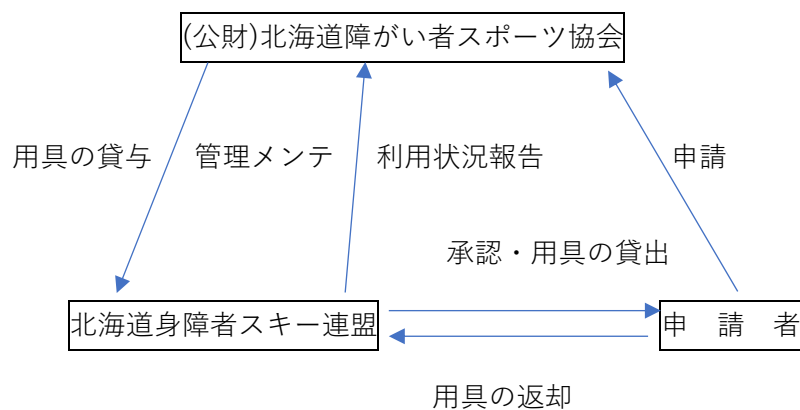 (公財)北海道障がい者スポーツ協会
用具の貸与 管理メンテ 利用状況報告 申請
承認・用具の貸出
北海道身障者スキー連盟 申　請　者
用具の返却